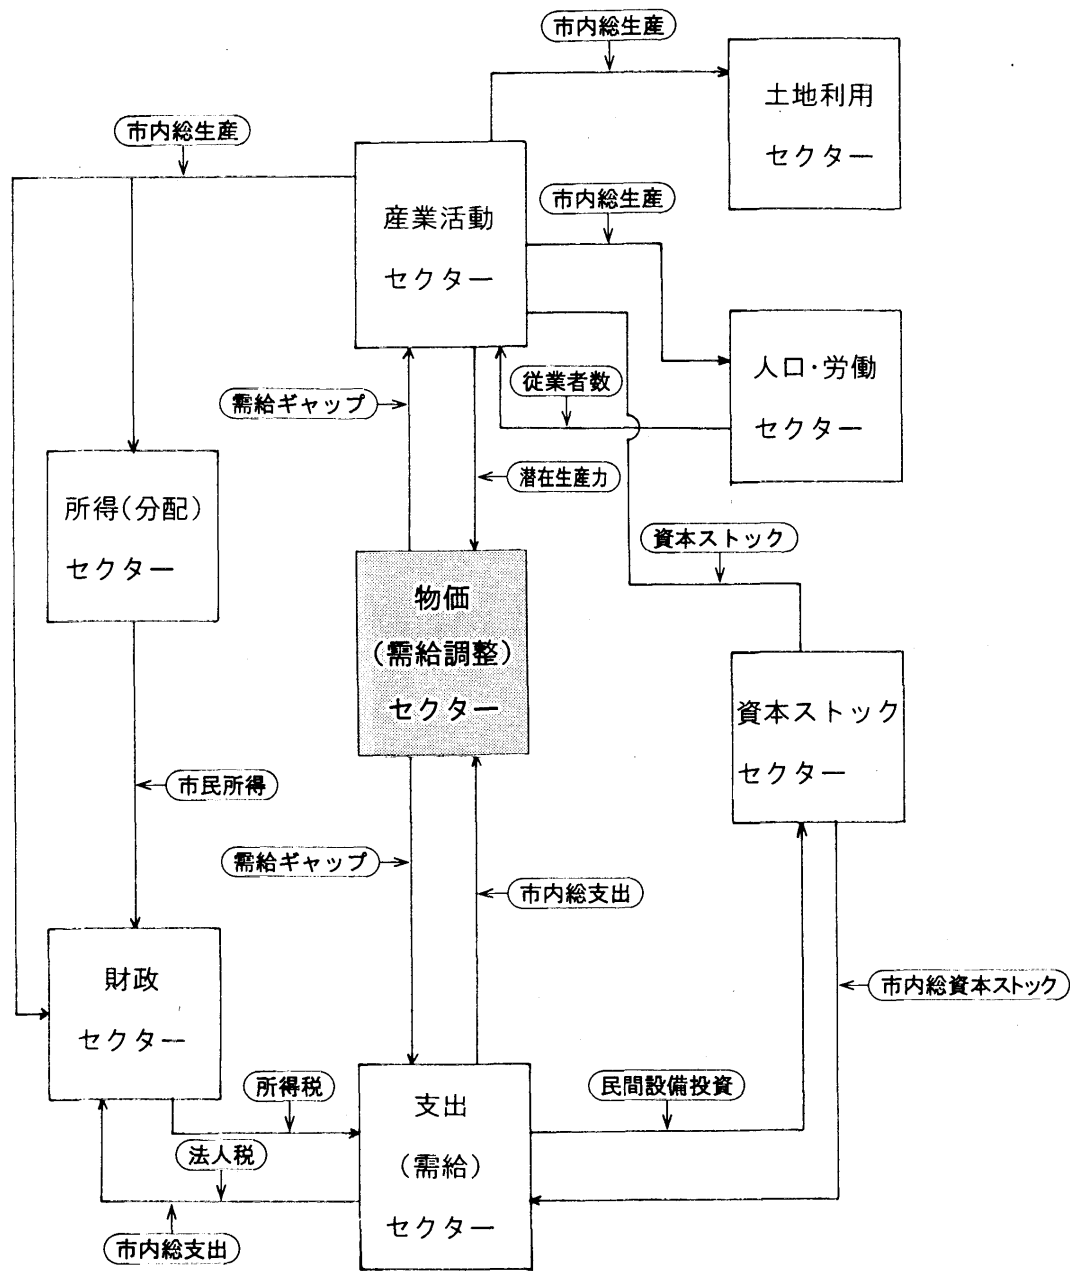 市内総生産
土地利用
セクター
市内総生産
産業活動
セクター
市内総生産
人口・労働
セクター
従業者数
需給ギャップ
潜在生産力
所得(分配)
セクター
資本ストック
物価
(需給調整)
セクター
資本ストック
セクター
市民所得
需給ギャップ
市内総支出
財政
セクター
市内総資本ストック
所得税
民間設備投資
支出
(需給)
セクター
法人税
市内総支出